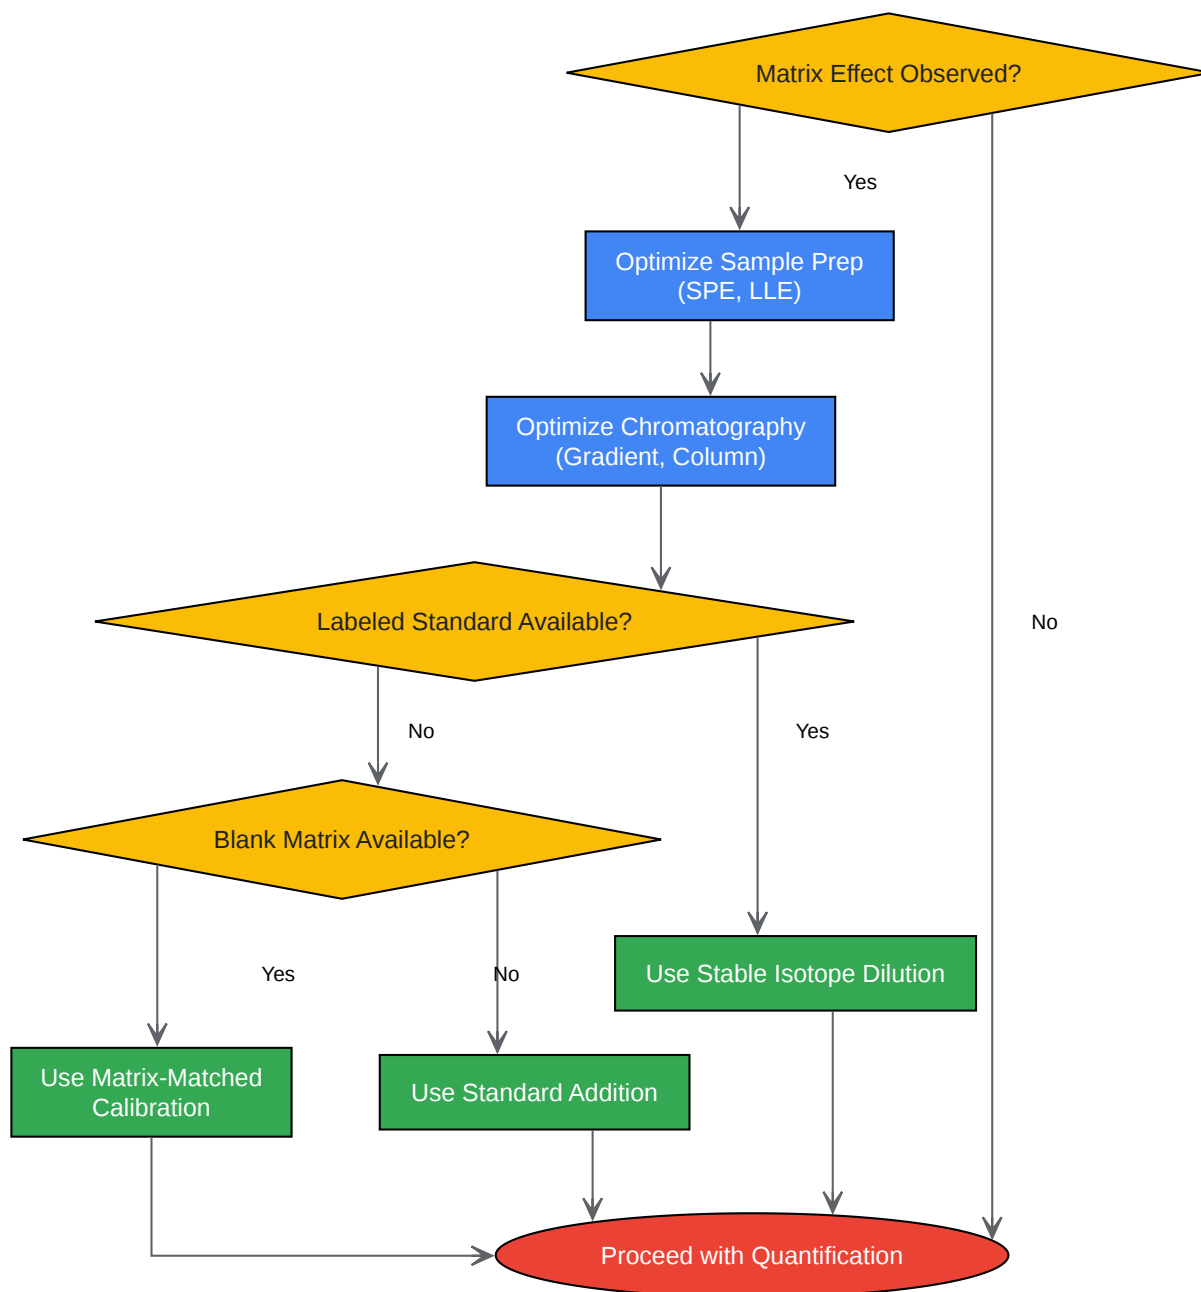 Matrix Effect Observed?
Yes
Optimize Sample Prep
(SPE, LLE)
Optimize Chromatography
(Gradient, Column)
Labeled Standard Available?
No
No
Yes
Blank Matrix Available?
Yes
No
Use Stable Isotope Dilution
Use Matrix-Matched
Calibration
Use Standard Addition
Proceed with Quantification